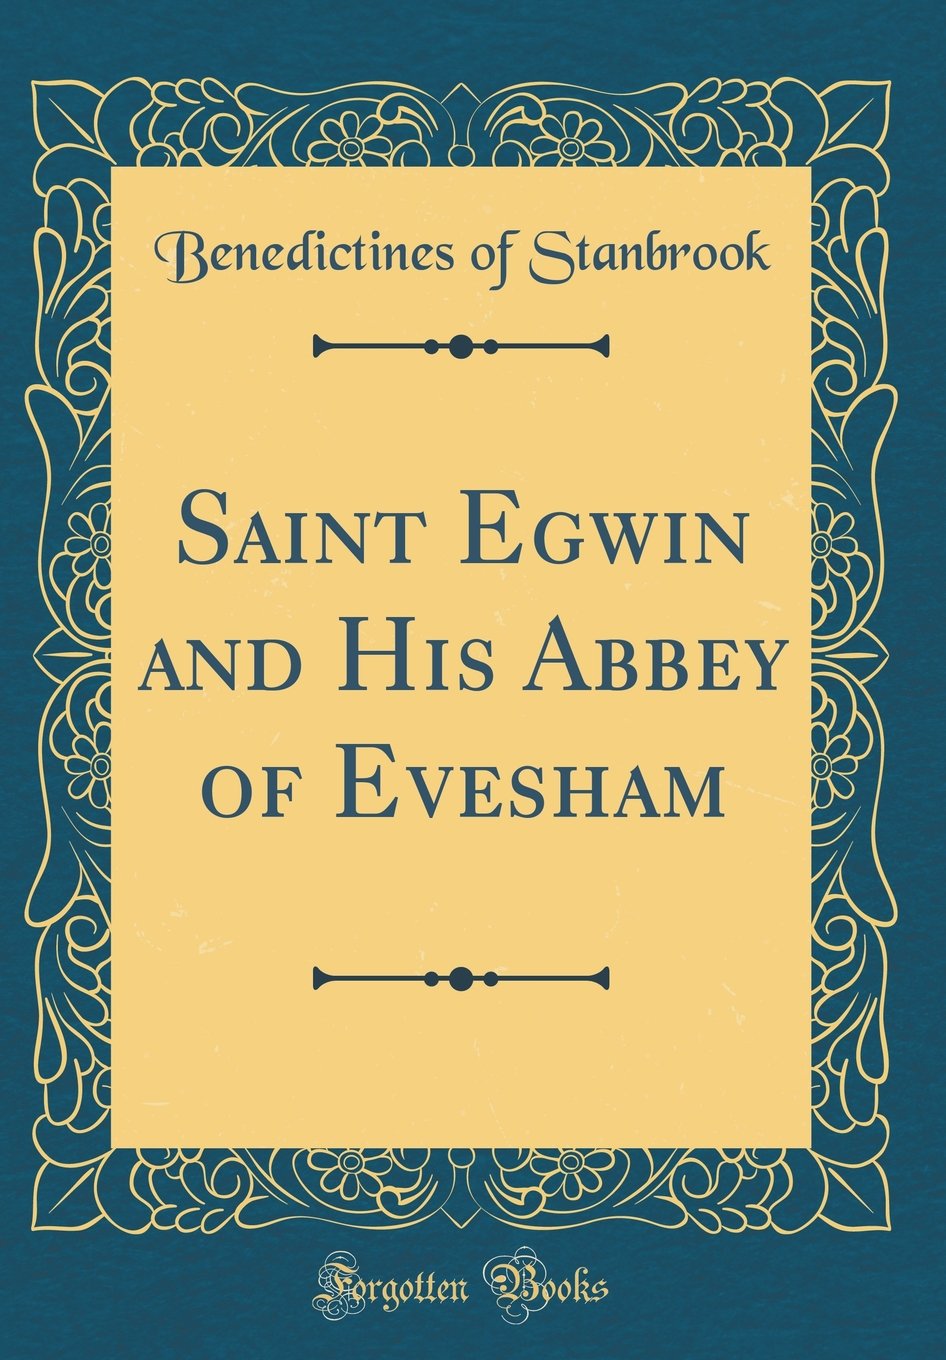 Benedictines of Stanbrook
Saint Egwin
and His Abbey
of Evesham
Forgotten Books